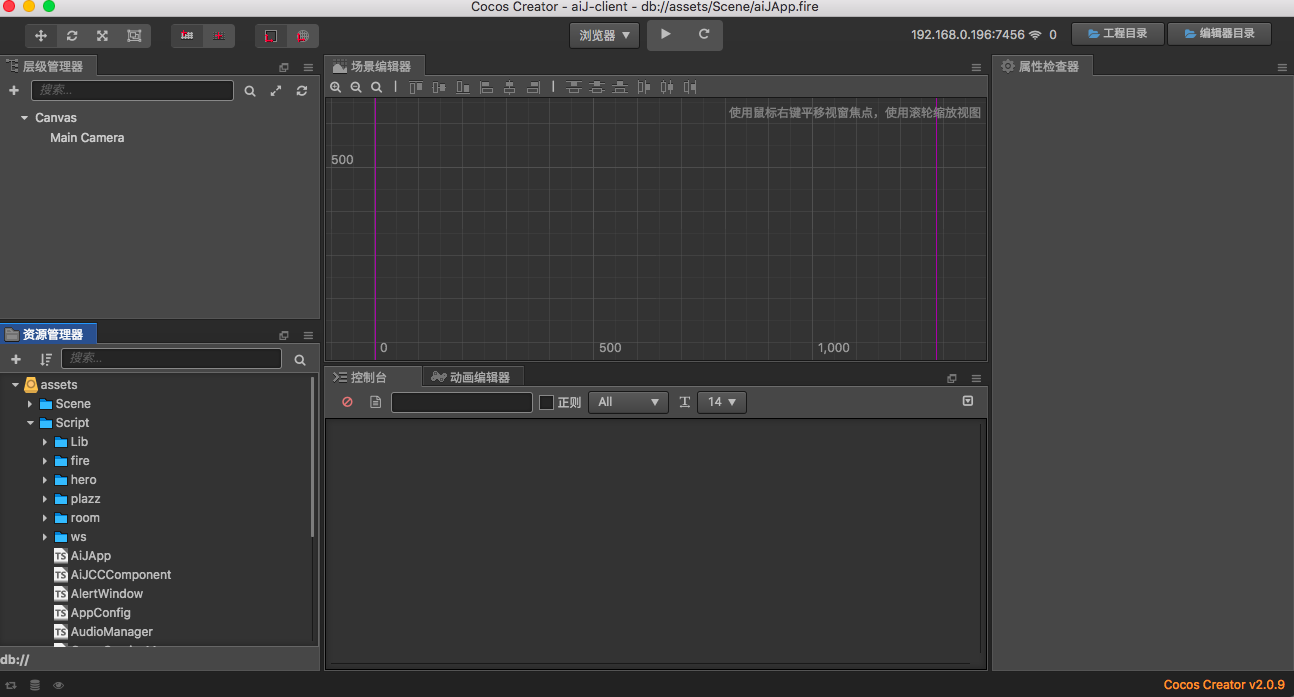 Cocos Creator - aiJ-client - db://assets/Scene/aiJApp.fire
浏览器 ▼
192.168.0.196:7456
0
工程目录
编辑器目录
层级管理器
搜索...
Canvas
Main Camera
资源管理器
搜索...
assets
Scene
Script
Lib
fire
hero
plazz
room
ws
TS AiJApp
TS AiJCCComponent
TS AlertWindow
TS AppConfig
TS AudioManager
db://
场景编辑器
使用鼠标右键平移视窗焦点，使用滚轮缩放视图
500
0
500
1,000
控制台
动画编辑器
正则
All ▼
14 ▼
属性检查器
Cocos Creator v2.0.9